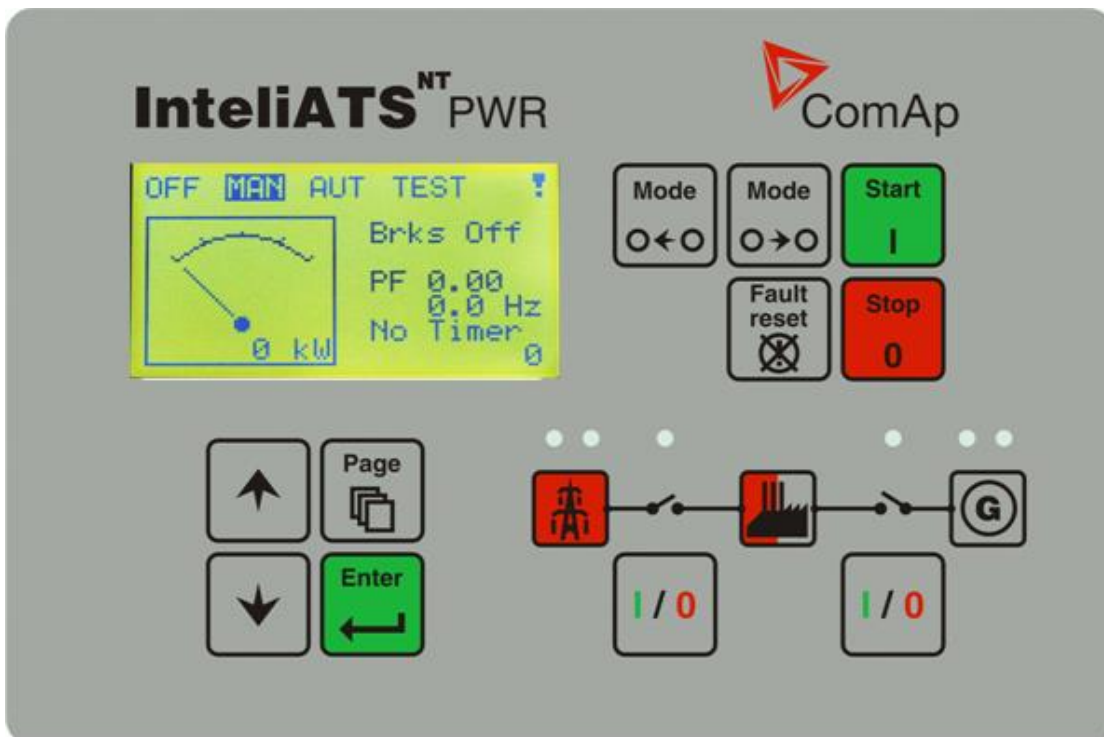 InteliATS NT PWR
ComAp
OFF MAN AUT TEST !
Brks Off
PF 0.00
0.0 Hz
No Timer
0 kW
0
Mode
Mode
Start
I
Fault
reset
Stop
0
Page
Enter
G
I / 0
I / 0